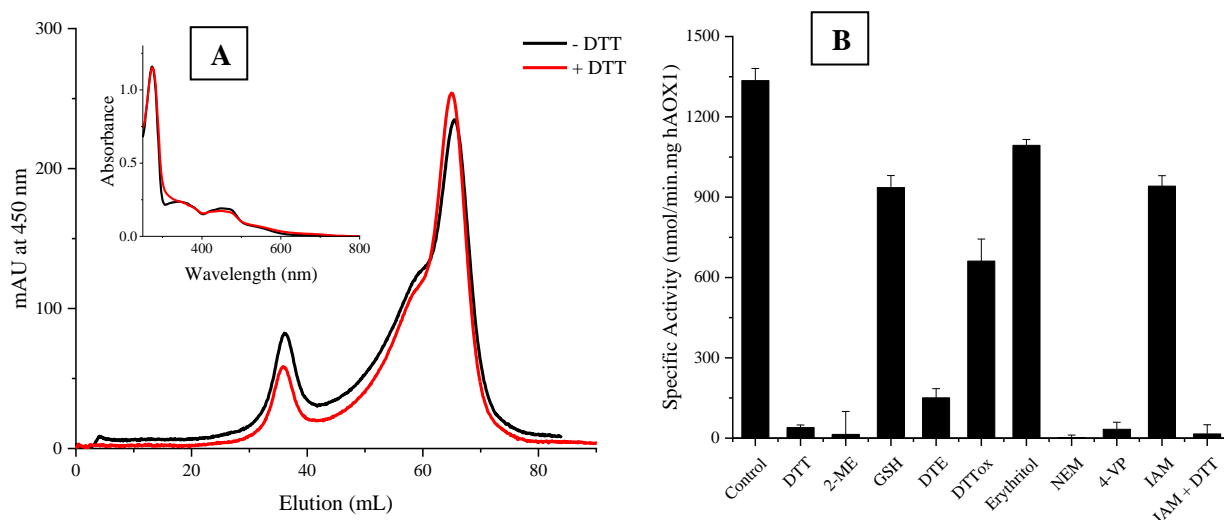 A
- DTT
+ DTT
mAU at 450 nm
300
200
100
0
0
20
40
60
80
Elution (mL)
Absorbance
1.0
0.5
0.0
400
600
800
Wavelength (nm)
B
Specific Activity (nmol/min.mg hAOX1)
1500
1200
900
600
300
0
Control
DTT
2-ME
GSH
DTE
DTTox
Erythritol
NEM
4-VP
IAM
IAM + DTT